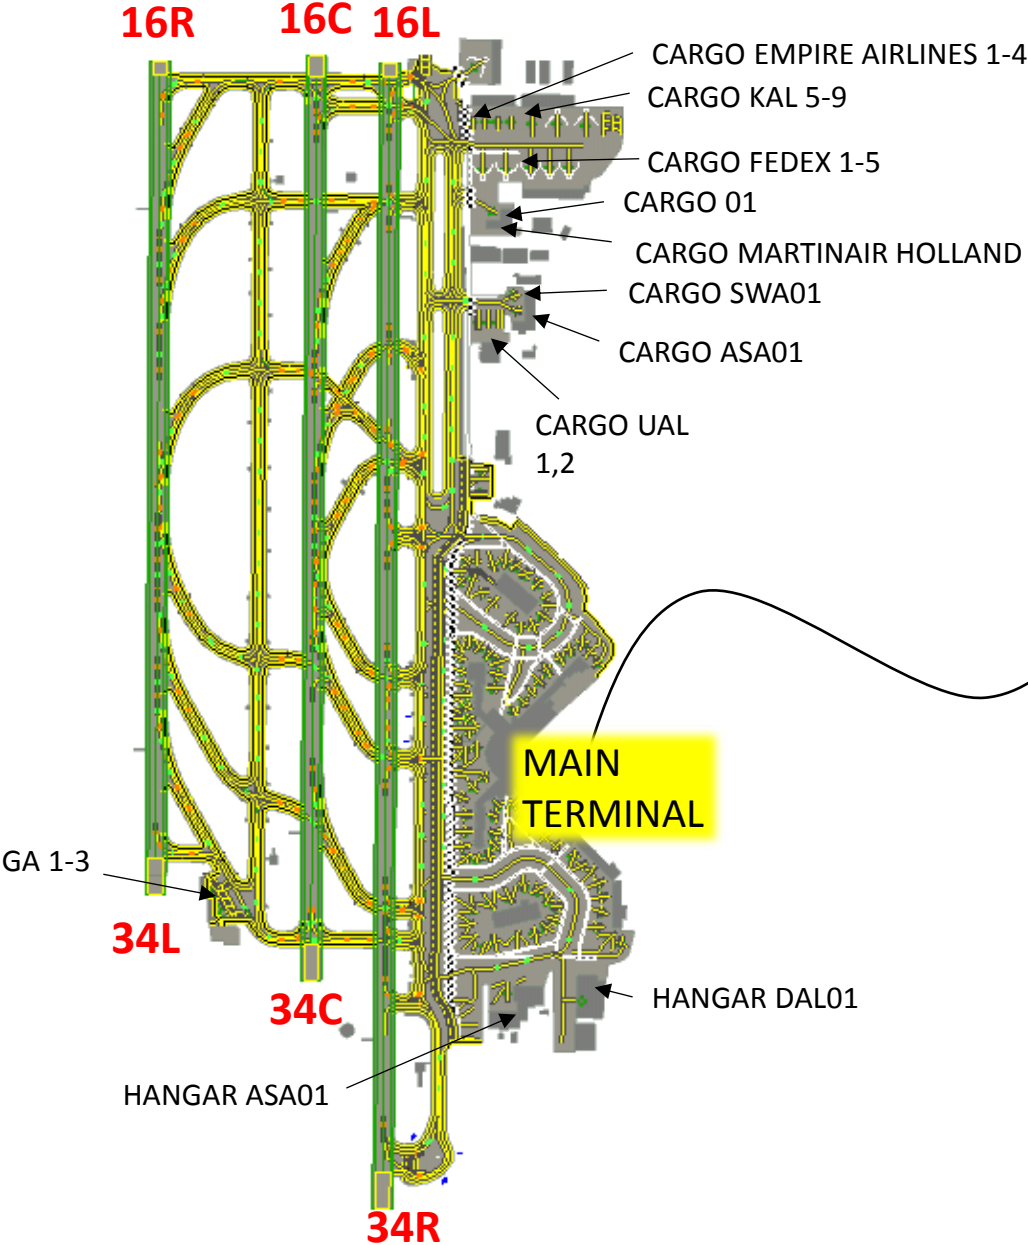 16R
16C
16L
CARGO EMPIRE AIRLINES 1-4
CARGO KAL 5-9
CARGO FEDEX 1-5
CARGO 01
CARGO MARTINAIR HOLLAND
CARGO SWA01
CARGO ASA01
CARGO UAL
1,2
MAIN
TERMINAL
GA 1-3
34L
34C
HANGAR DAL01
HANGAR ASA01
34R